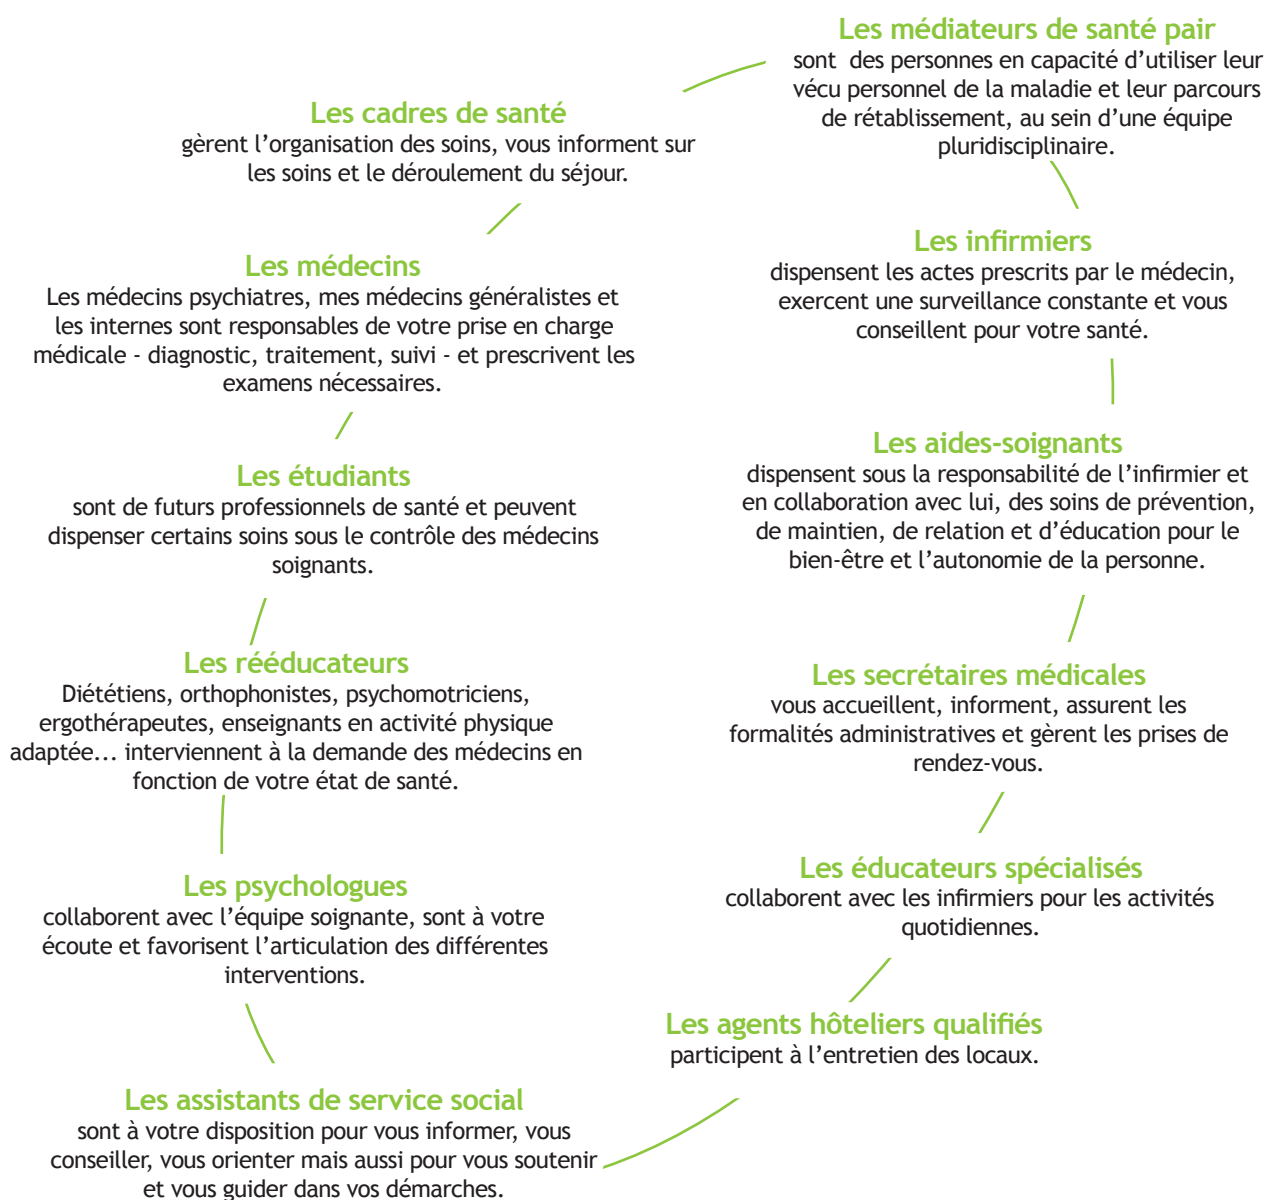 Les médiateurs de santé pair
sont des personnes en capacité d’utiliser leur
vécu personnel de la maladie et leur parcours
de rétablissement, au sein d’une équipe
pluridisciplinaire.
Les cadres de santé
gèrent l’organisation des soins, vous informent sur
les soins et le déroulement du séjour.
Les infirmiers
dispensent les actes prescrits par le médecin,
exercent une surveillance constante et vous
conseillent pour votre santé.
Les médecins
Les médecins psychiatres, mes médecins généralistes et
les internes sont responsables de votre prise en charge
médicale - diagnostic, traitement, suivi - et prescrivent les
examens nécessaires.
Les aides-soignants
dispensent sous la responsabilité de l’infirmier et
en collaboration avec lui, des soins de prévention,
de maintien, de relation et d’éducation pour le
bien-être et l’autonomie de la personne.
Les étudiants
sont de futurs professionnels de santé et peuvent
dispenser certains soins sous le contrôle des médecins
soignants.
Les rééducateurs
Diététiens, orthophonistes, psychomotriciens,
ergothérapeutes, enseignants en activité physique
adaptée... interviennent à la demande des médecins en
fonction de votre état de santé.
Les secrétaires médicales
vous accueillent, informent, assurent les
formalités administratives et gèrent les prises de
rendez-vous.
Les éducateurs spécialisés
collaborent avec les infirmiers pour les activités
quotidiennes.
Les psychologues
collaborent avec l’équipe soignante, sont à votre
écoute et favorisent l’articulation des différentes
interventions.
Les agents hôteliers qualifiés
participent à l’entretien des locaux.
Les assistants de service social
sont à votre disposition pour vous informer, vous
conseiller, vous orienter mais aussi pour vous soutenir
et vous guider dans vos démarches.